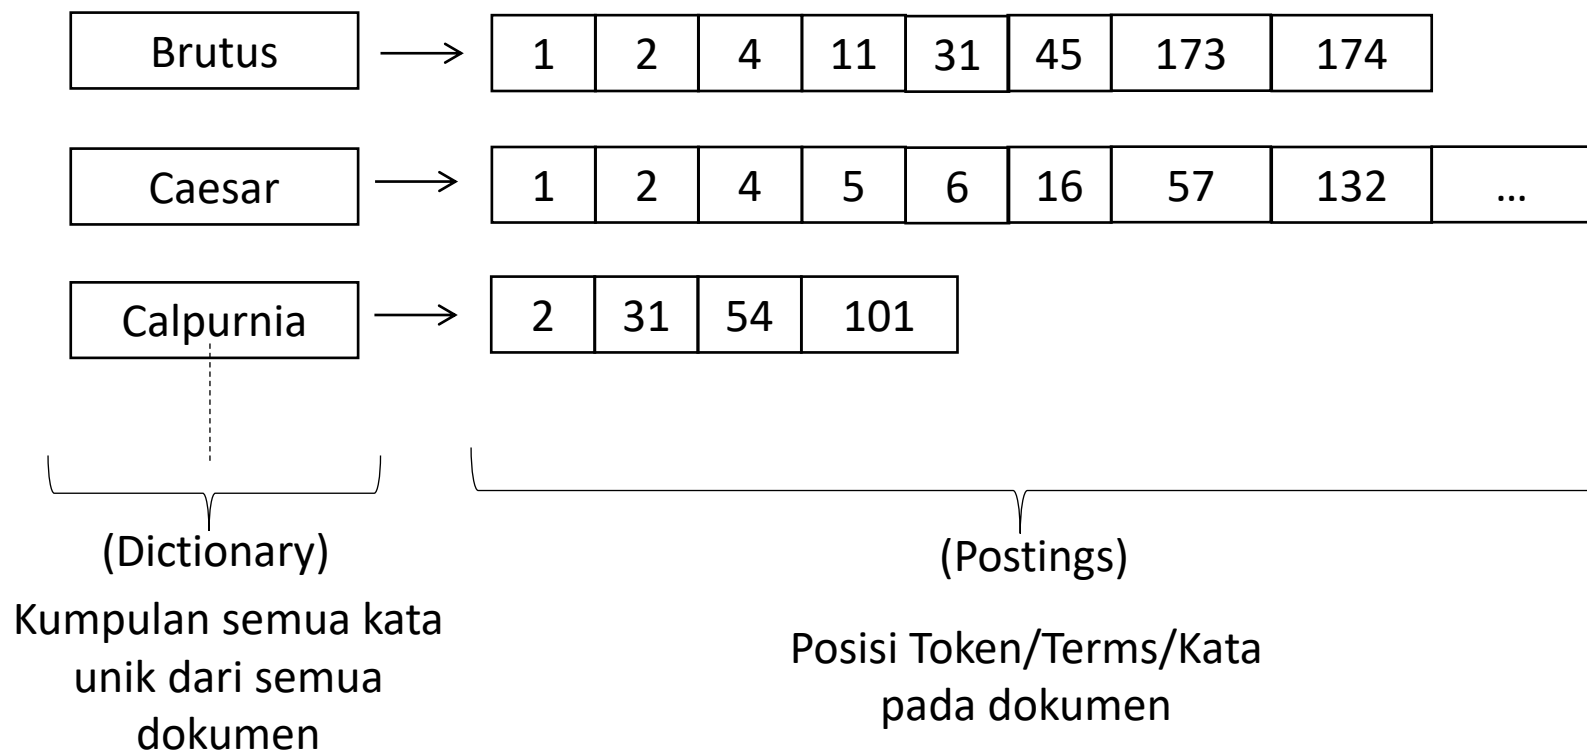 Brutus 1 2 4 11 31 45 173 174
Caesar 1 2 4 5 6 16 57 132 ...
Calpurnia 2 31 54 101
(Dictionary)
Kumpulan semua kata
unik dari semua
dokumen
(Postings)
Posisi Token/Terms/Kata
pada dokumen